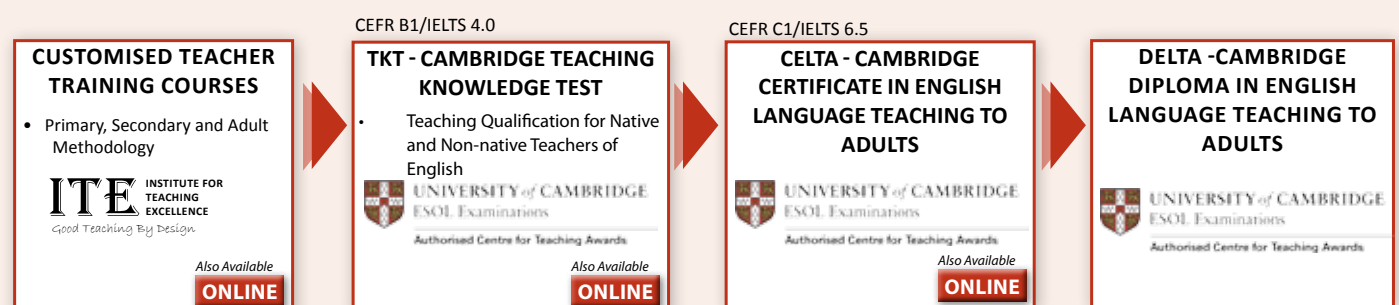 CUSTOMISED TEACHER
TRAINING COURSES
• Primary, Secondary and Adult
Methodology
ITE INSTITUTE FOR
TEACHING
EXCELLENCE
Good Teaching By Design
Also Available
ONLINE
CEFR B1/IELTS 4.0
TKT - CAMBRIDGE TEACHING
KNOWLEDGE TEST
• Teaching Qualification for Native
and Non-native Teachers of
English
UNIVERSITY of CAMBRIDGE
ESOL Examinations
Authorised Centre for Teaching Awards
Also Available
ONLINE
CEFR C1/IELTS 6.5
CELTA - CAMBRIDGE
CERTIFICATE IN ENGLISH
LANGUAGE TEACHING TO
ADULTS
UNIVERSITY of CAMBRIDGE
ESOL Examinations
Authorised Centre for Teaching Awards
Also Available
ONLINE
DELTA -CAMBRIDGE
DIPLOMA IN ENGLISH
LANGUAGE TEACHING TO
ADULTS
UNIVERSITY of CAMBRIDGE
ESOL Examinations
Authorised Centre for Teaching Awards